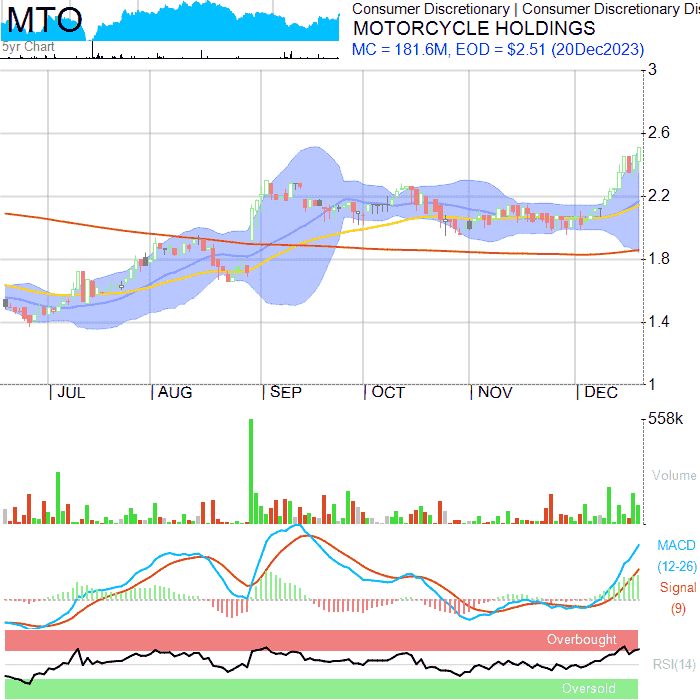 MTO
5yr Chart
Consumer Discretionary | Consumer Discretionary Dis
MOTORCYCLE HOLDINGS
MC = 181.6M, EOD = $2.51 (20Dec2023)
3
2.6
2.2
1.8
1.4
1
JUL AUG SEP OCT NOV DEC
558k
Volume
MACD
(12-26)
Signal
(9)
Overbought
RSI(14)
Oversold